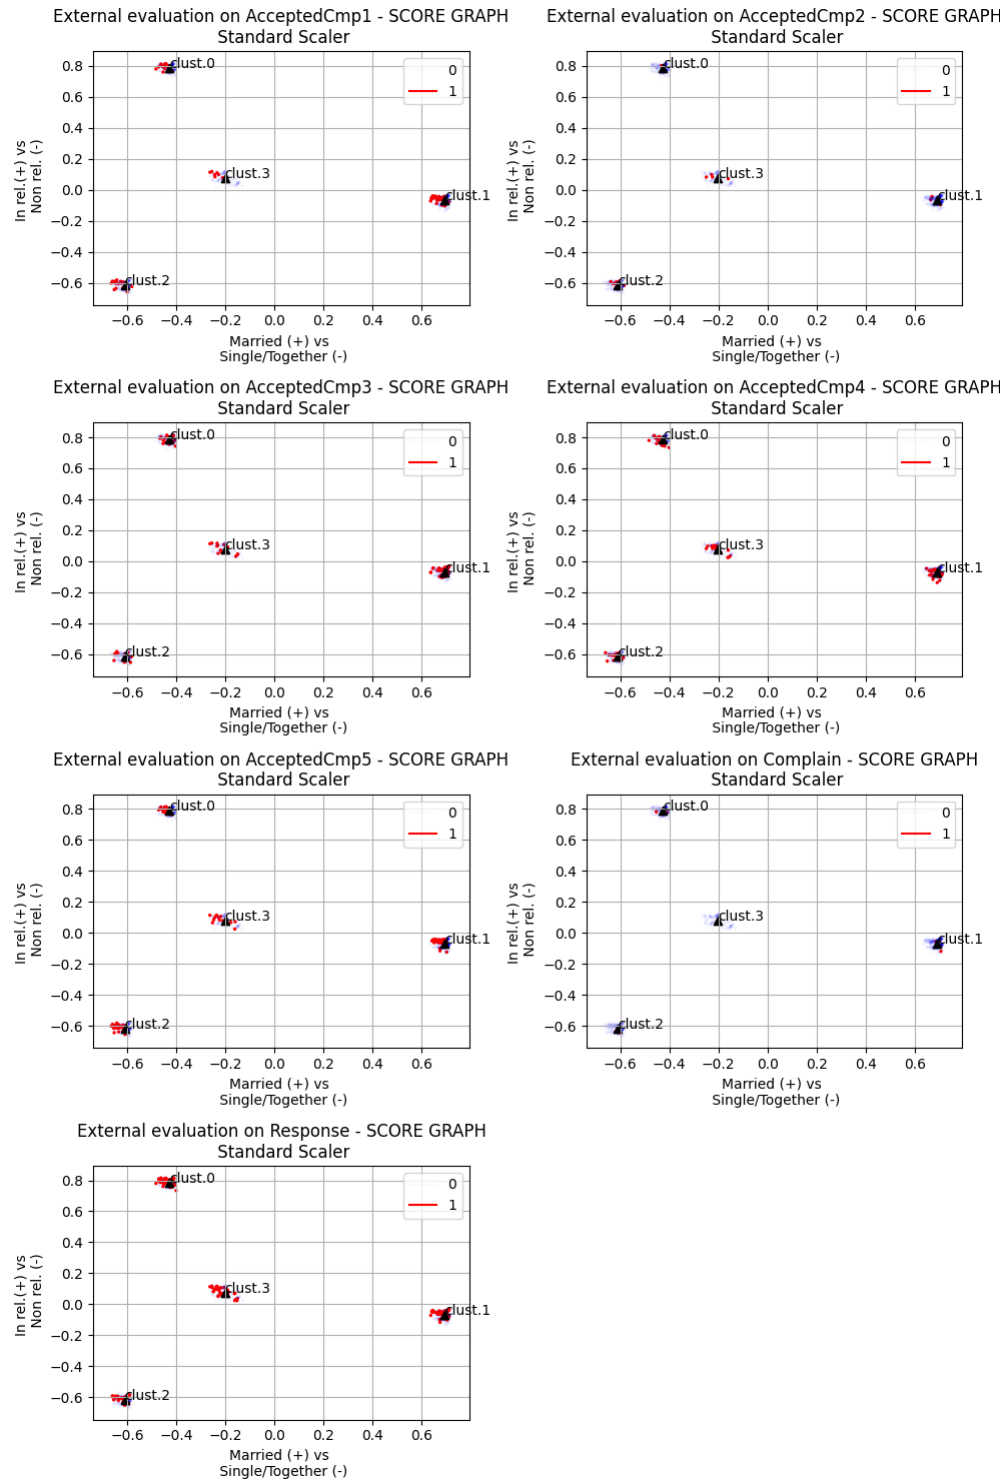 External evaluation on AcceptedCmp1 - SCORE GRAPH
Standard Scaler
0
1
clust.0
clust.3
clust.1
clust.2
0.8
0.6
0.4
0.2
0.0
−0.2
−0.4
−0.6
In rel.(+) vs
Non rel. (-)
−0.6 −0.4 −0.2 0.0 0.2 0.4 0.6
Married (+) vs
Single/Together (-)
External evaluation on AcceptedCmp2 - SCORE GRAPH
Standard Scaler
0
1
clust.0
clust.3
clust.1
clust.2
0.8
0.6
0.4
0.2
0.0
−0.2
−0.4
−0.6
In rel.(+) vs
Non rel. (-)
−0.6 −0.4 −0.2 0.0 0.2 0.4 0.6
Married (+) vs
Single/Together (-)
External evaluation on AcceptedCmp3 - SCORE GRAPH
Standard Scaler
0
1
clust.0
clust.3
clust.1
clust.2
0.8
0.6
0.4
0.2
0.0
−0.2
−0.4
−0.6
In rel.(+) vs
Non rel. (-)
−0.6 −0.4 −0.2 0.0 0.2 0.4 0.6
Married (+) vs
Single/Together (-)
External evaluation on AcceptedCmp4 - SCORE GRAPH
Standard Scaler
0
1
clust.0
clust.3
clust.1
clust.2
0.8
0.6
0.4
0.2
0.0
−0.2
−0.4
−0.6
In rel.(+) vs
Non rel. (-)
−0.6 −0.4 −0.2 0.0 0.2 0.4 0.6
Married (+) vs
Single/Together (-)
External evaluation on AcceptedCmp5 - SCORE GRAPH
Standard Scaler
0
1
clust.0
clust.3
clust.1
clust.2
0.8
0.6
0.4
0.2
0.0
−0.2
−0.4
−0.6
In rel.(+) vs
Non rel. (-)
−0.6 −0.4 −0.2 0.0 0.2 0.4 0.6
Married (+) vs
Single/Together (-)
External evaluation on Complain - SCORE GRAPH
Standard Scaler
0
1
clust.0
clust.3
clust.1
clust.2
0.8
0.6
0.4
0.2
0.0
−0.2
−0.4
−0.6
In rel.(+) vs
Non rel. (-)
−0.6 −0.4 −0.2 0.0 0.2 0.4 0.6
Married (+) vs
Single/Together (-)
External evaluation on Response - SCORE GRAPH
Standard Scaler
0
1
clust.0
clust.3
clust.1
clust.2
0.8
0.6
0.4
0.2
0.0
−0.2
−0.4
−0.6
In rel.(+) vs
Non rel. (-)
−0.6 −0.4 −0.2 0.0 0.2 0.4 0.6
Married (+) vs
Single/Together (-)